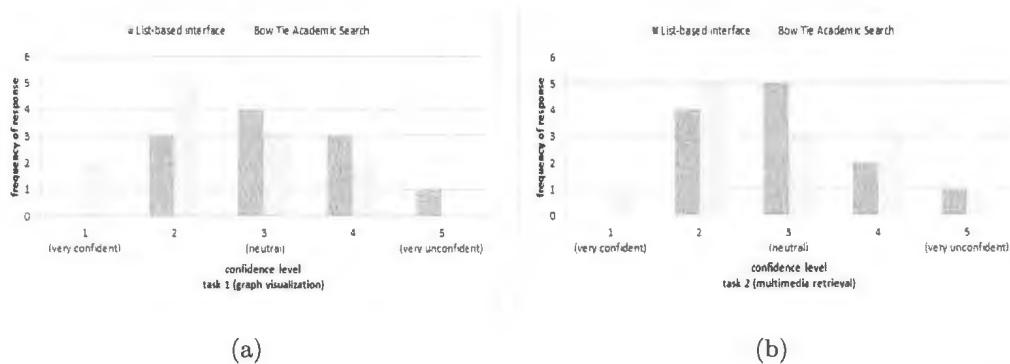 List-based interface Bow Tie Academic Search
6
5
4
3
2
1
0
frequency of response
1 2 3 4 5
(very confident) (neutral) (very unconfident)
confidence level
task 1 (graph visualization)
(a)
List-based interface Bow Tie Academic Search
6
5
4
3
2
1
0
frequency of response
1 2 3 4 5
(very confident) (neutral) (very unconfident)
confidence level
task 2 (multimedia retrieval)
(b)